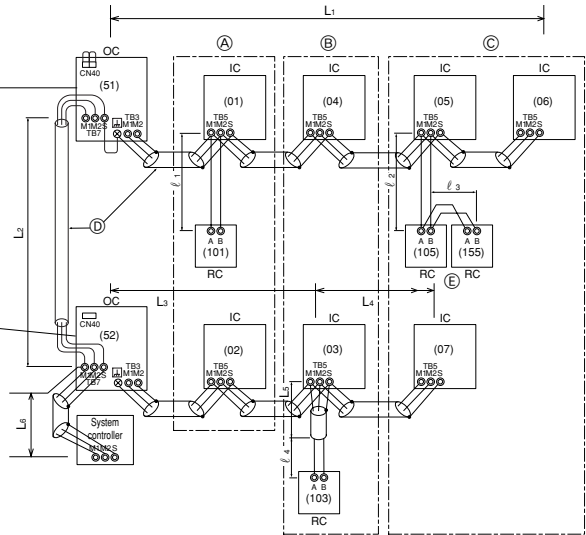 L1
OC
CN40
(51)
TB3
M1M2S
M1M2
TB7
A
IC
(01)
TB5
M1M2S
B
IC
(04)
TB5
M1M2S
C
IC
(05)
TB5
M1M2S
IC
(06)
TB5
M1M2S
ℓ1
A B
(101)
RC
ℓ2
ℓ3
A B
(105)
RC
A B
(155)
RC
E
D
L2
L3
L4
OC
CN40
(52)
TB3
M1M2S
M1M2
TB7
IC
(02)
TB5
M1M2S
IC
(03)
TB5
M1M2S
IC
(07)
TB5
M1M2S
L6
System
controller
M1M2S
L5
ℓ4
A B
(103)
RC